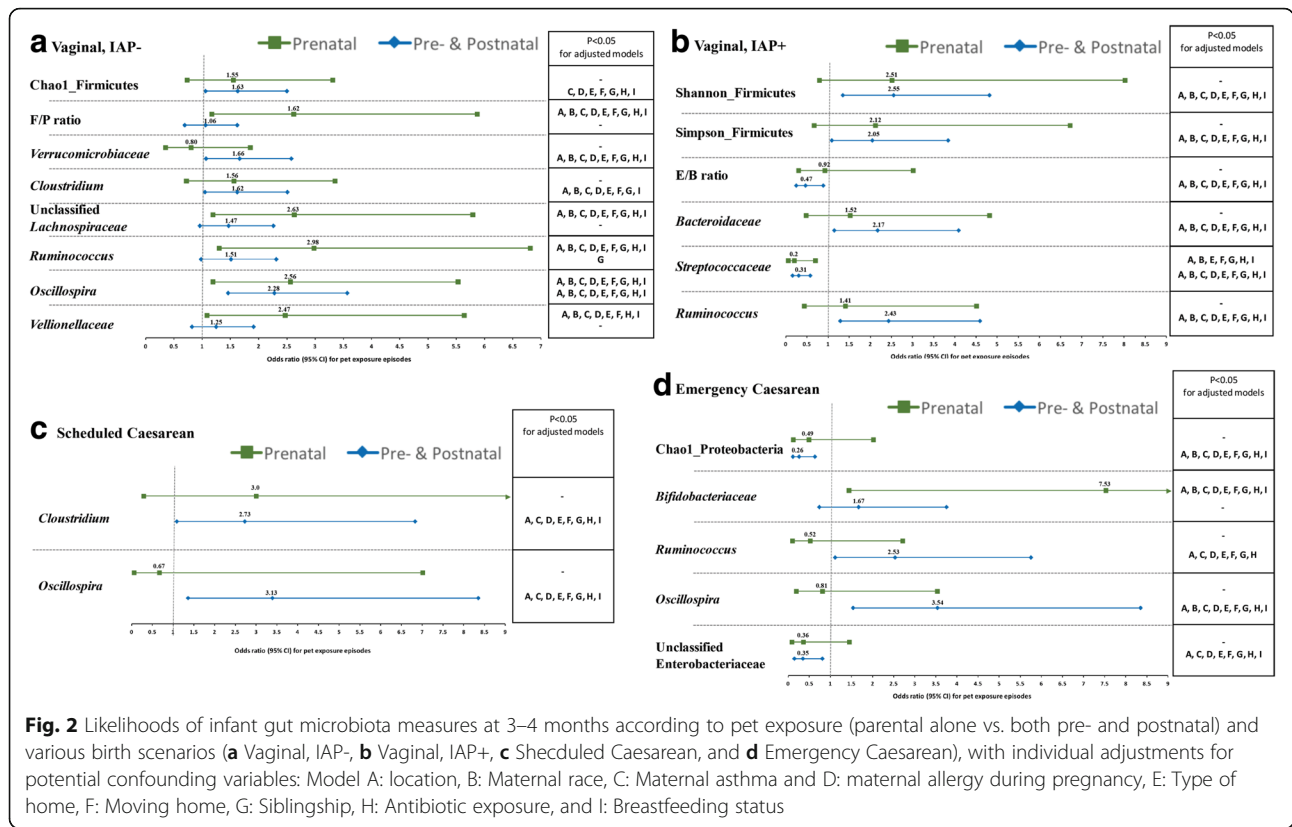 a Vaginal, IAP-
Prenatal
Pre- & Postnatal
P<0.05
for adjusted models
Chao1_Firmicutes
1.55
1.63
-
C, D, E, F, G, H, I
F/P ratio
1.62
1.06
A, B, C, D, E, F, G, H, I
-
Verrucomicrobiaceae
0.80
1.66
-
A, B, C, D, E, F, G, H, I
Cloustridium
1.56
1.62
-
A, B, C, D, E, F, G, I
Unclassified
Lachnospiraceae
2.63
1.47
A, B, C, D, E, F, G, H, I
-
Ruminococcus
2.98
1.51
A, B, C, D, E, F, G, H, I
G
Oscillospira
2.56
2.28
A, B, C, D, E, F, G, H, I
A, B, C, D, E, F, G, H, I
Vellionellaceae
2.47
1.25
A, B, C, D, E, F, H, I
-
0 0.5 1 1.5 2 2.5 3 3.5 4 4.5 5 5.5 6 6.5 7
Odds ratio (95% CI) for pet exposure episodes
b Vaginal, IAP+
Prenatal
Pre- & Postnatal
P<0.05
for adjusted models
Shannon_Firmicutes
2.51
2.55
-
A, B, C, D, E, F, G, H, I
Simpson_Firmicutes
2.12
2.05
-
A, B, C, D, E, F, G, H, I
E/B ratio
0.92
0.47
-
A, B, C, D, E, F, G, H, I
Bacteroidaceae
1.52
2.17
-
A, B, C, D, E, F, G, H, I
Streptococcaceae
0.2
0.31
A, B, E, F, G, H, I
A, B, C, D, E, F, G, H, I
Ruminococcus
1.41
2.43
-
A, B, C, D, E, F, G, H, I
0 0.5 1 1.5 2 2.5 3 3.5 4 4.5 5 5.5 6 6.5 7 7.5 8 8.5 9
Odds ratio (95% CI) for pet exposure episodes
c Scheduled Caesarean
Prenatal
Pre- & Postnatal
P<0.05
for adjusted models
Cloustridium
3.0
2.73
-
A, C, D, E, F, G, H, I
Oscillospira
0.67
3.13
-
A, C, D, E, F, G, H, I
0 0.5 1 1.5 2 2.5 3 3.5 4 4.5 5 5.5 6 6.5 7 7.5 8 8.5 9
Odds ratio (95% CI) for pet exposure episodes
d Emergency Caesarean
Prenatal
Pre- & Postnatal
P<0.05
for adjusted models
Chao1_Proteobacteria
0.49
0.26
-
A, B, C, D, E, F, G, H, I
Bifidobacteriaceae
7.53
1.67
A, B, C, D, E, F, G, H, I
-
Ruminococcus
0.52
2.53
-
A, C, D, E, F, G, H
Oscillospira
0.81
3.54
-
A, B, C, D, E, F, G, H, I
Unclassified
Enterobacteriaceae
0.36
0.35
-
A, C, D, E, F, G, H, I
0 0.5 1 1.5 2 2.5 3 3.5 4 4.5 5 5.5 6 6.5 7 7.5 8 8.5 9
Odds ratio (95% CI) for pet exposure episodes
Fig. 2 Likelihoods of infant gut microbiota measures at 3–4 months according to pet exposure (parental alone vs. both pre- and postnatal) and
various birth scenarios (a Vaginal, IAP-, b Vaginal, IAP+, c Shecduled Caesarean, and d Emergency Caesarean), with individual adjustments for
potential confounding variables: Model A: location, B: Maternal race, C: Maternal asthma and D: maternal allergy during pregnancy, E: Type of
home, F: Moving home, G: Siblingship, H: Antibiotic exposure, and I: Breastfeeding status